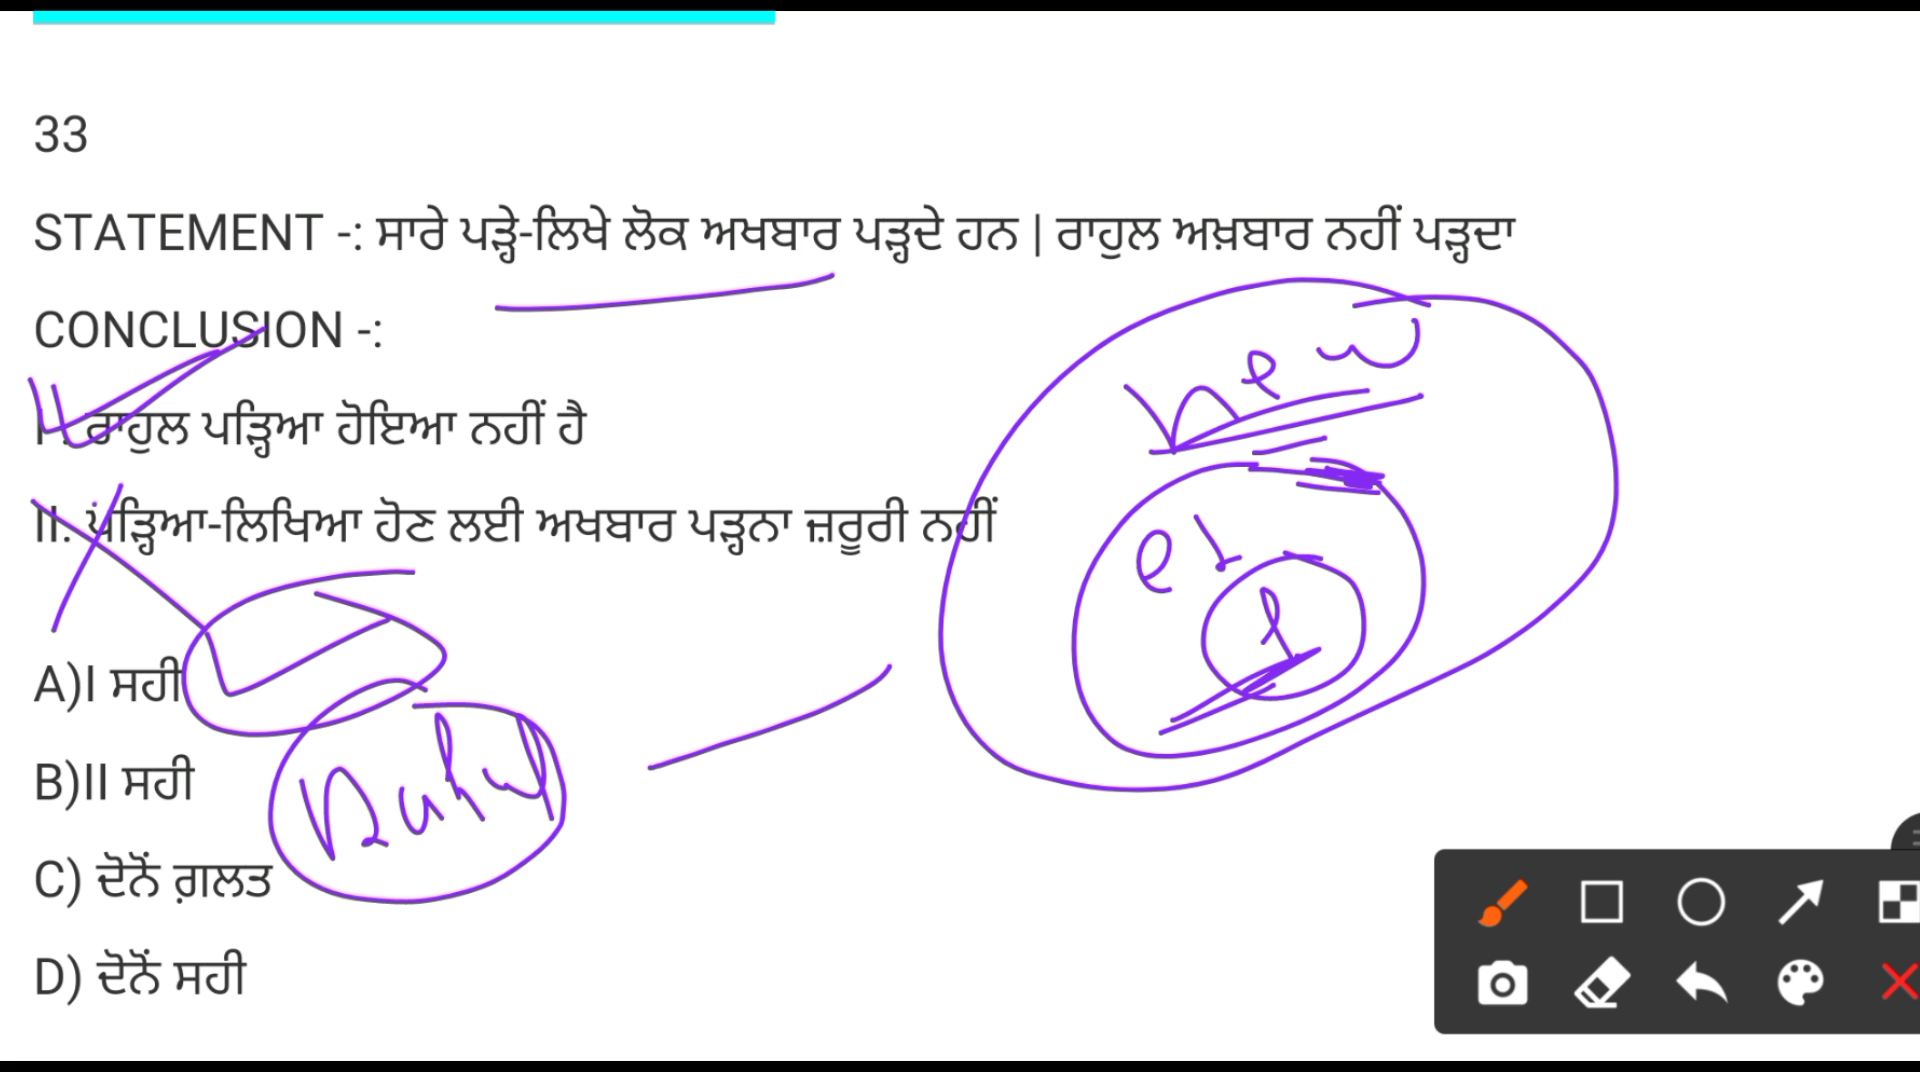 33
STATEMENT -: ਸਾਰੇ ਪੜ੍ਹੇ-ਲਿਖੇ ਲੋਕ ਅਖਬਾਰ ਪੜ੍ਹਦੇ ਹਨ | ਰਾਹੁਲ ਅਖ਼ਬਾਰ ਨਹੀਂ ਪੜ੍ਹਦਾ
CONCLUSION -:
I. ਰਾਹੁਲ ਪੜ੍ਹਿਆ ਹੋਇਆ ਨਹੀਂ ਹੈ
II. ਪੜ੍ਹਿਆ-ਲਿਖਿਆ ਹੋਣ ਲਈ ਅਖਬਾਰ ਪੜ੍ਹਨਾ ਜ਼ਰੂਰੀ ਨਹੀਂ
A)I ਸਹੀ
B)II ਸਹੀ
C) ਦੋਨੋਂ ਗ਼ਲਤ
D) ਦੋਨੋਂ ਸਹੀ
new
Rahul